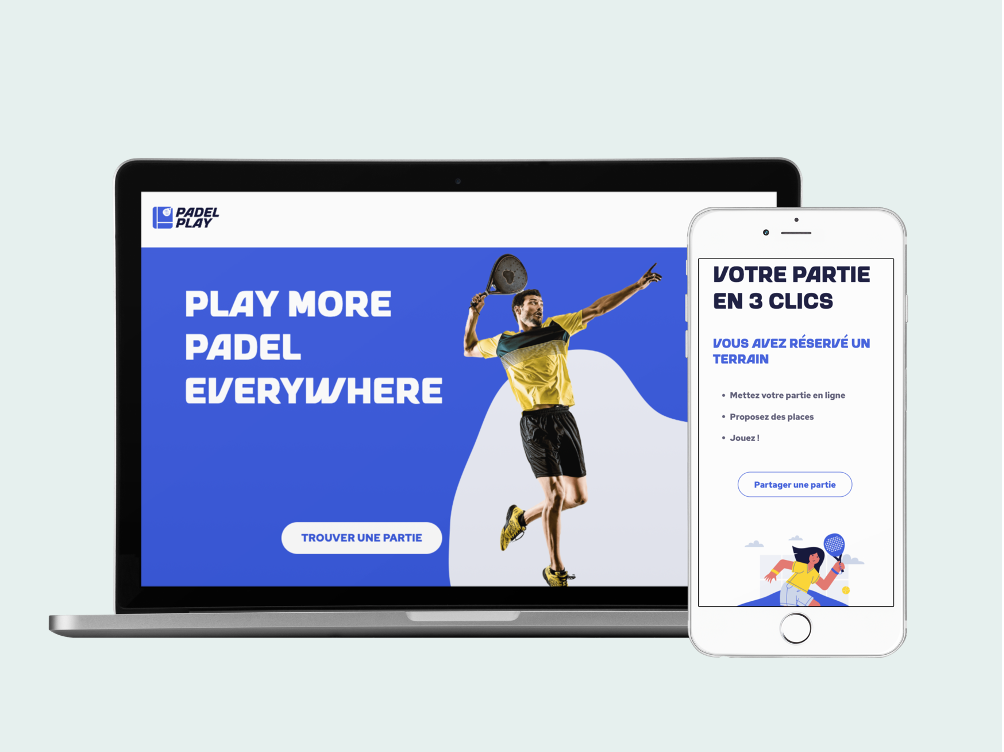 PADEL
PLAY
PLAY MORE
PADEL
EVERYWHERE
TROUVER UNE PARTIE
VOTRE PARTIE
EN 3 CLICS
VOUS AVEZ RÉSERVÉ UN
TERRAIN
• Mettez votre partie en ligne
• Proposez des places
• Jouez !
Partager une partie